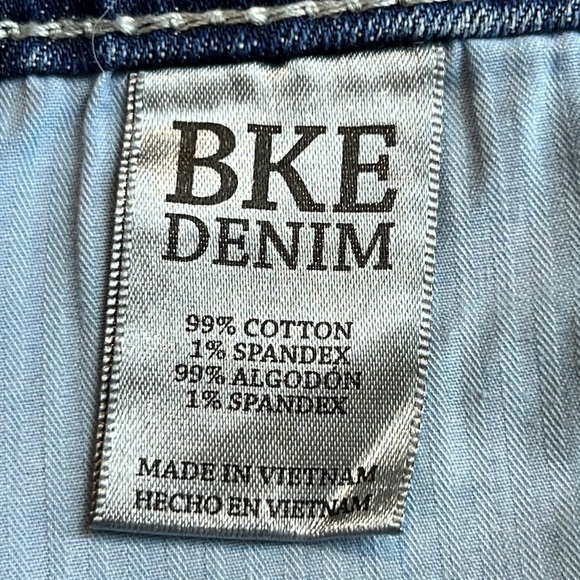 BKE
DENIM
99% COTTON
1% SPANDEX
99% ALGODÓN
1% SPANDEX
MADE IN VIETNAM
HECHO EN VIETNAM